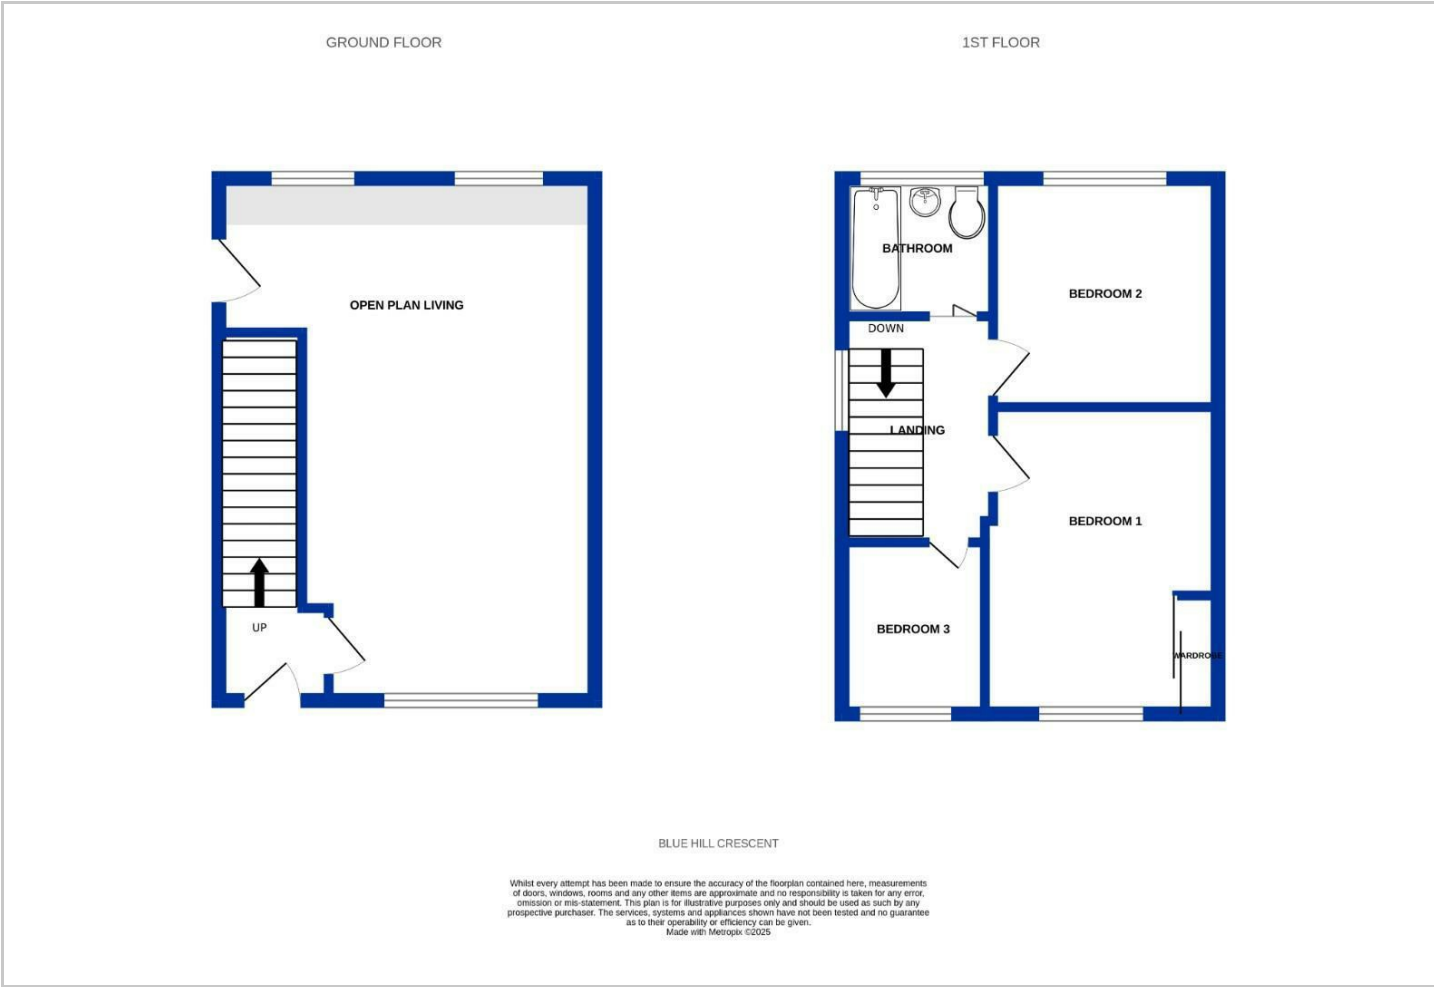 GROUND FLOOR
1ST FLOOR
OPEN PLAN LIVING
UP
BATHROOM
DOWN
LANDING
BEDROOM 2
BEDROOM 1
BEDROOM 3
WARDROBE
BLUE HILL CRESCENT
Whilst every attempt has been made to ensure the accuracy of the floorplan contained here, measurements
of doors, windows, rooms and any other items are approximate and no responsibility is taken for any error,
omission or mis-statement. This plan is for illustrative purposes only and should be used as such by any
prospective purchaser. The services, systems and appliances shown have not been tested and no guarantee
as to their operability or efficiency can be given.
Made with Metropix ©2025